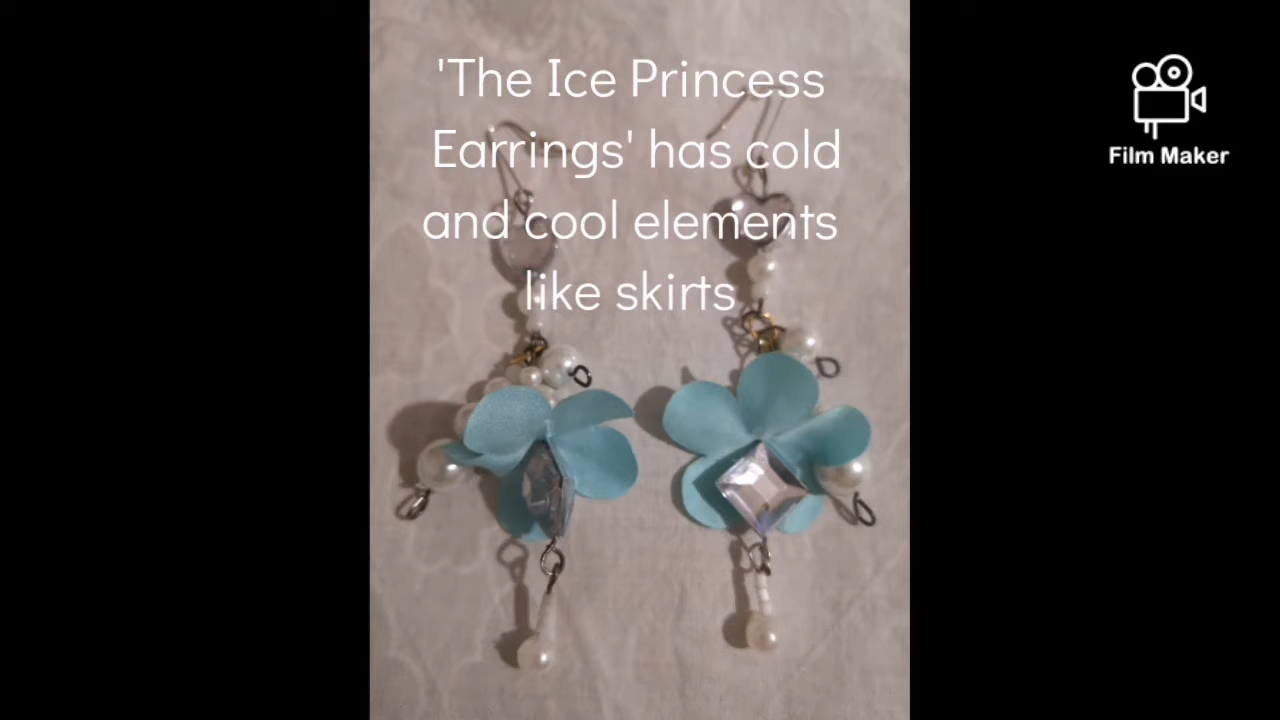 'The Ice Princess
Earrings' has cold
and cool elements
like skirts
Film Maker